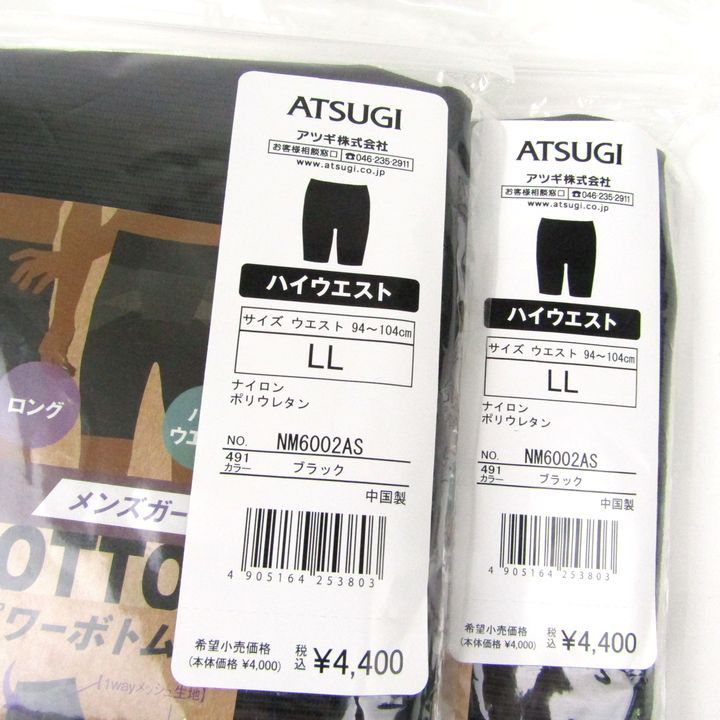 ATSUGI
アツギ株式会社
お客様相談窓口 ☎046-235-2911
www.atsugi.co.jp
ハイウエスト
サイズ ウエスト 94～104cm
LL
ナイロン
ポリウレタン
NO. NM6002AS
491
カラー ブラック
中国製
4 905164 253803
希望小売価格
(本体価格 ¥4,000) 税込 ¥4,400
ATSUGI
アツギ株式会社
お客様相談窓口 ☎046-235-2911
www.atsugi.co.jp
ハイウエスト
サイズ ウエスト 94～104cm
LL
ナイロン
ポリウレタン
NO. NM6002AS
491
カラー ブラック
中国製
4 905164 253803
希望小売価格
(本体価格 ¥4,000) 税込 ¥4,400
ロング
ハ
ウエ
メンズガー
OTTO
パワーボトム
【1wayメッシュ生地】